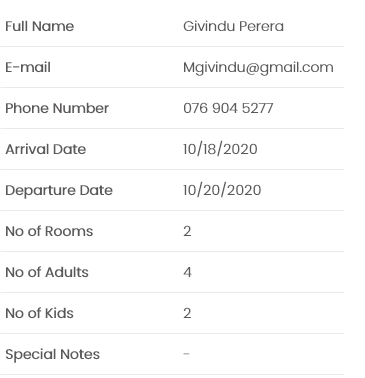 Full Name Givindu Perera
E-mail Mgivindu@gmail.com
Phone Number 076 904 5277
Arrival Date 10/18/2020
Departure Date 10/20/2020
No of Rooms 2
No of Adults 4
No of Kids 2
Special Notes -